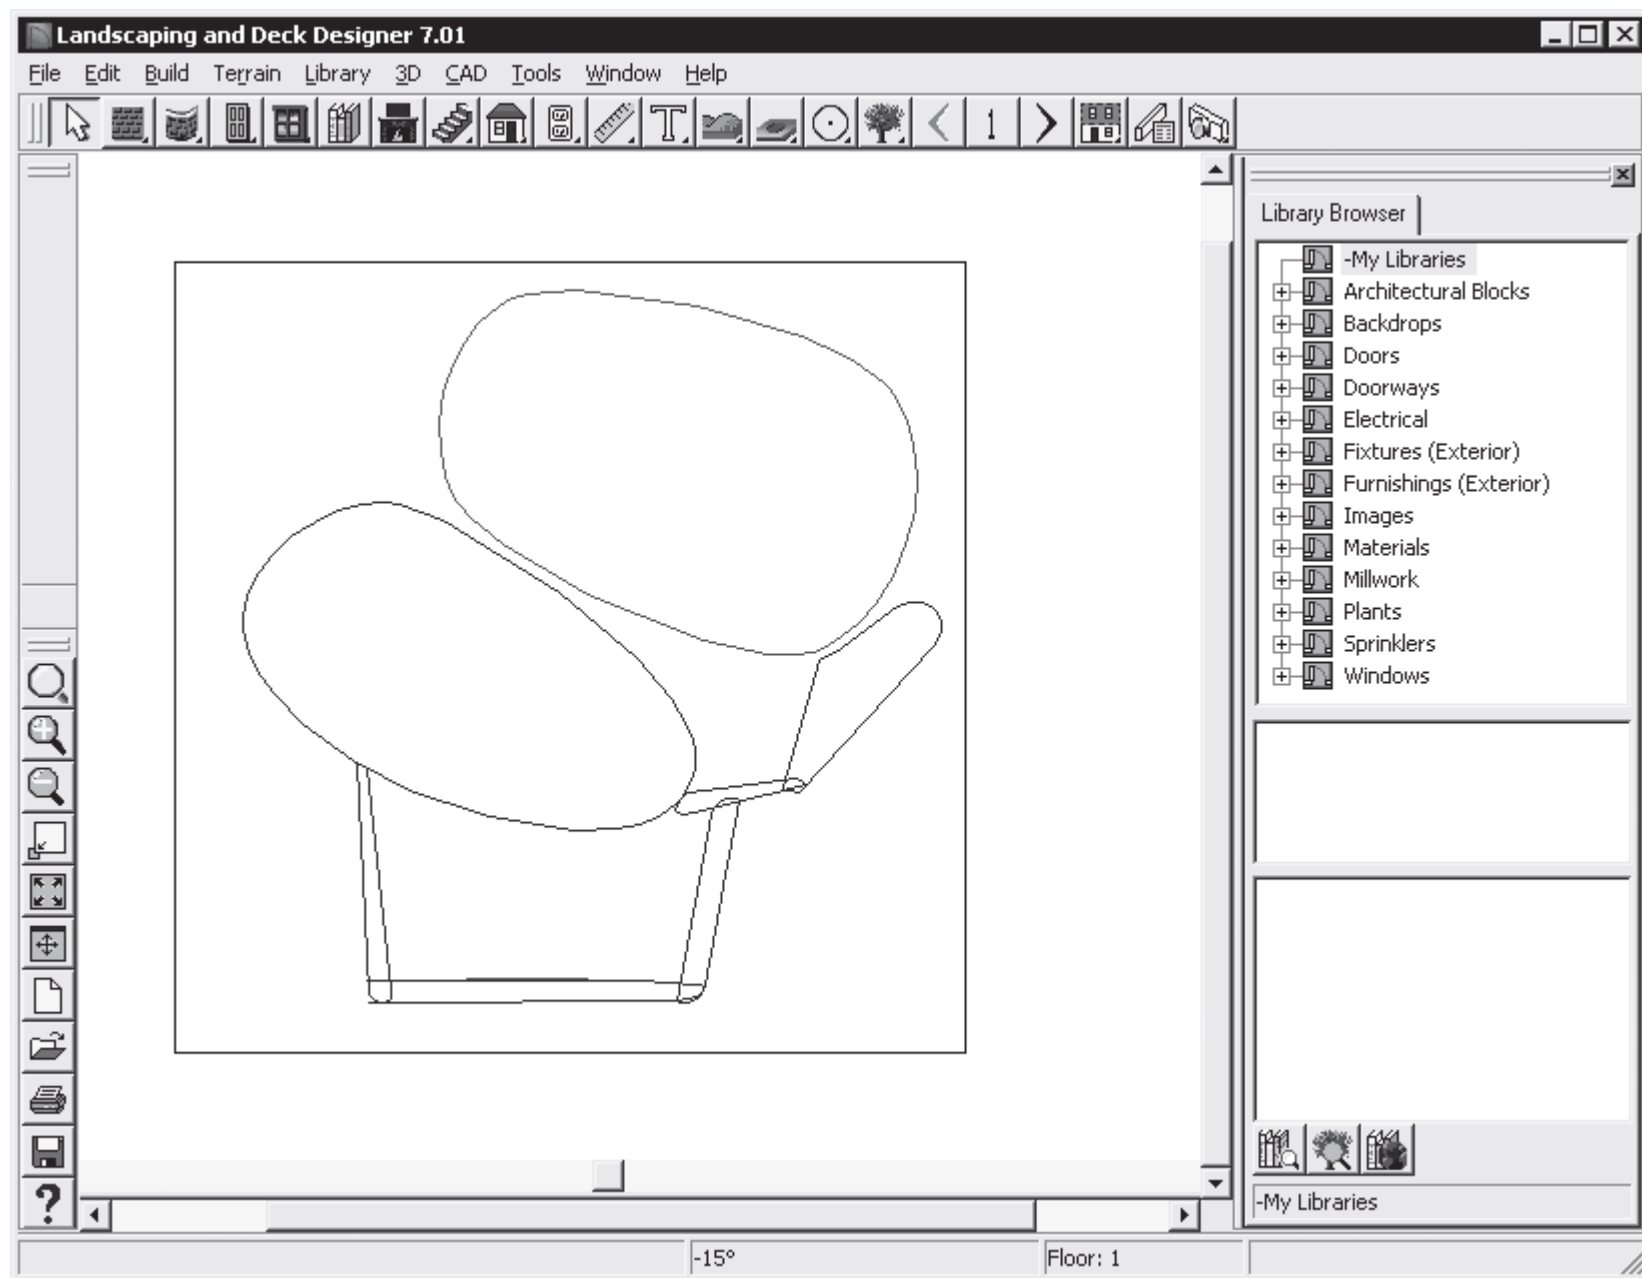 Landscaping and Deck Designer 7.01
File Edit Build Terrain Library 3D CAD Tools Window Help
1
Library Browser
-My Libraries
Architectural Blocks
Backdrops
Doors
Doorways
Electrical
Fixtures (Exterior)
Furnishings (Exterior)
Images
Materials
Millwork
Plants
Sprinklers
Windows
-My Libraries
-15°
Floor: 1